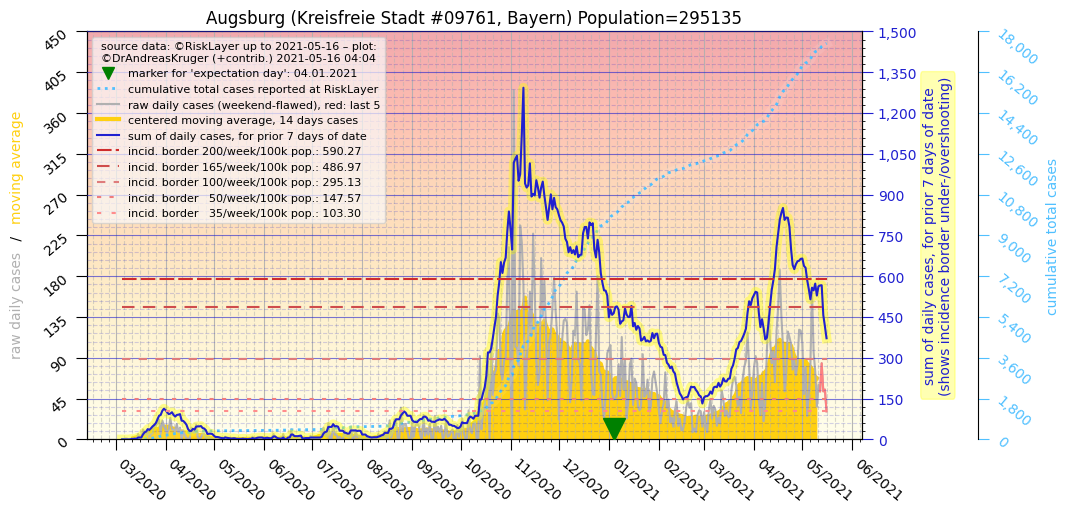 Augsburg (Kreisfreie Stadt #09761, Bayern) Population=295135
source data: ©RiskLayer up to 2021-05-16 – plot:
©DrAndreasKruger (+contrib.) 2021-05-16 04:04
marker for 'expectation day': 04.01.2021
cumulative total cases reported at RiskLayer
raw daily cases (weekend-flawed), red: last 5
centered moving average, 14 days cases
sum of daily cases, for prior 7 days of date
incid. border 200/week/100k pop.: 590.27
incid. border 165/week/100k pop.: 486.97
incid. border 100/week/100k pop.: 295.13
incid. border   50/week/100k pop.: 147.57
incid. border   35/week/100k pop.: 103.30
raw daily cases / moving average
450
405
360
315
270
225
180
135
90
45
0
03/2020
04/2020
05/2020
06/2020
07/2020
08/2020
09/2020
10/2020
11/2020
12/2020
01/2021
02/2021
03/2021
04/2021
05/2021
06/2021
1,500
1,350
1,200
1,050
900
750
600
450
300
150
0
sum of daily cases, for prior 7 days of date
(shows incidence border under-/overshooting)
18,000
16,200
14,400
12,600
10,800
9,000
7,200
5,400
3,600
1,800
0
cumulative total cases